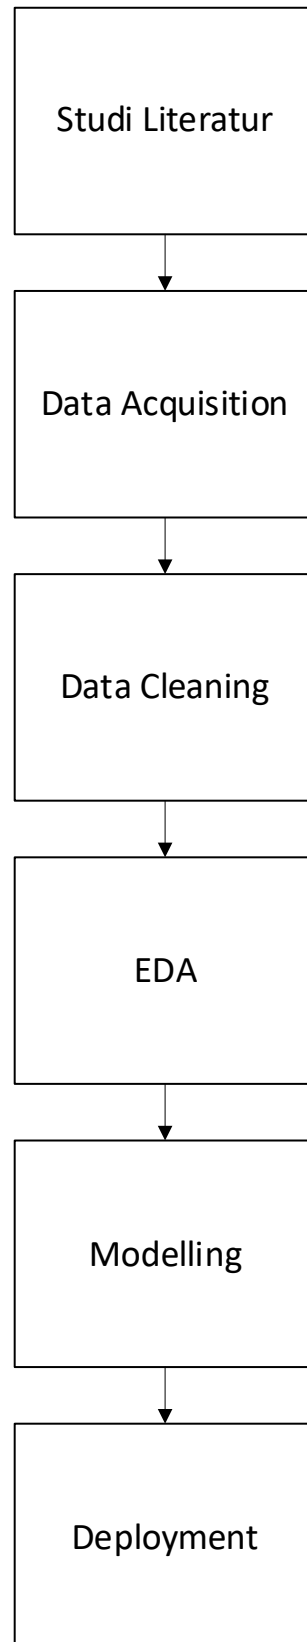 Studi Literatur
Data Acquisition
Data Cleaning
EDA
Modelling
Deployment